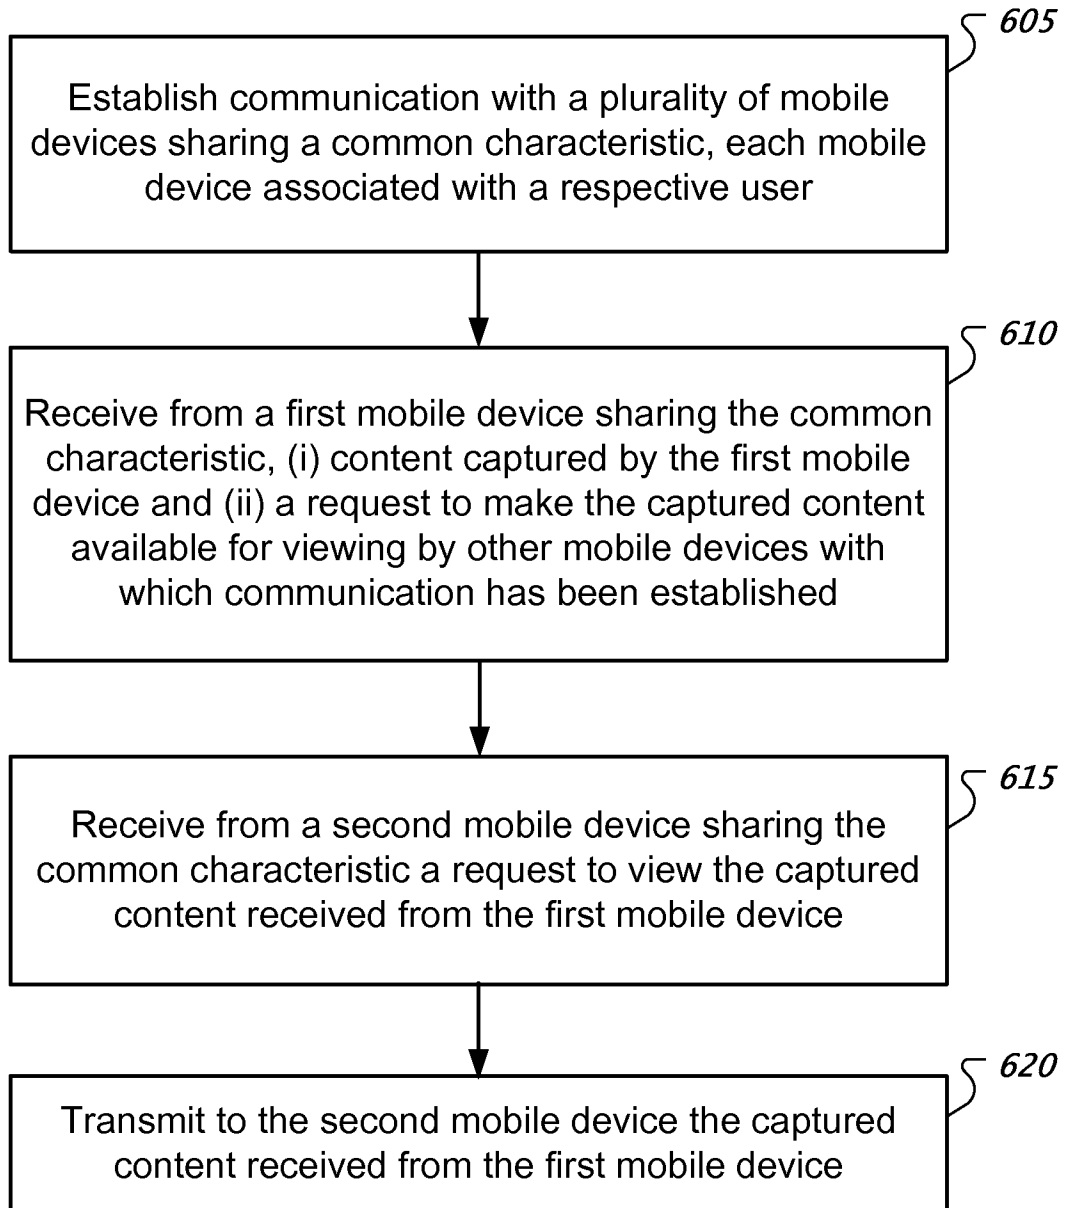 605
Establish communication with a plurality of mobile
devices sharing a common characteristic, each mobile
device associated with a respective user
610
Receive from a first mobile device sharing the common
characteristic, (i) content captured by the first mobile
device and (ii) a request to make the captured content
available for viewing by other mobile devices with
which communication has been established
615
Receive from a second mobile device sharing the
common characteristic a request to view the captured
content received from the first mobile device
620
Transmit to the second mobile device the captured
content received from the first mobile device